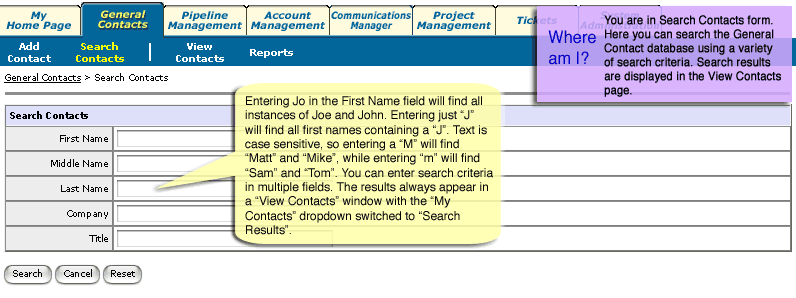 My Home Page
General Contacts
Pipeline Management
Account Management
Communications Manager
Project Management
Tickets
System
Add Contact
Search Contacts
View Contacts
Reports
Where am I?
You are in Search Contacts form.
Here you can search the General
Contact database using a variety
of search criteria. Search results
are displayed in the View Contacts
page.
General Contacts > Search Contacts
Search Contacts
First Name
Middle Name
Last Name
Company
Title
Entering Jo in the First Name field will find all
instances of Joe and John. Entering just “J”
will find all first names containing a “J”. Text is
case sensitive, so entering a “M” will find
“Matt” and “Mike”, while entering “m” will find
“Sam” and “Tom”. You can enter search criteria
in multiple fields. The results always appear in
a “View Contacts” window with the “My
Contacts” dropdown switched to “Search
Results”.
Search
Cancel
Reset